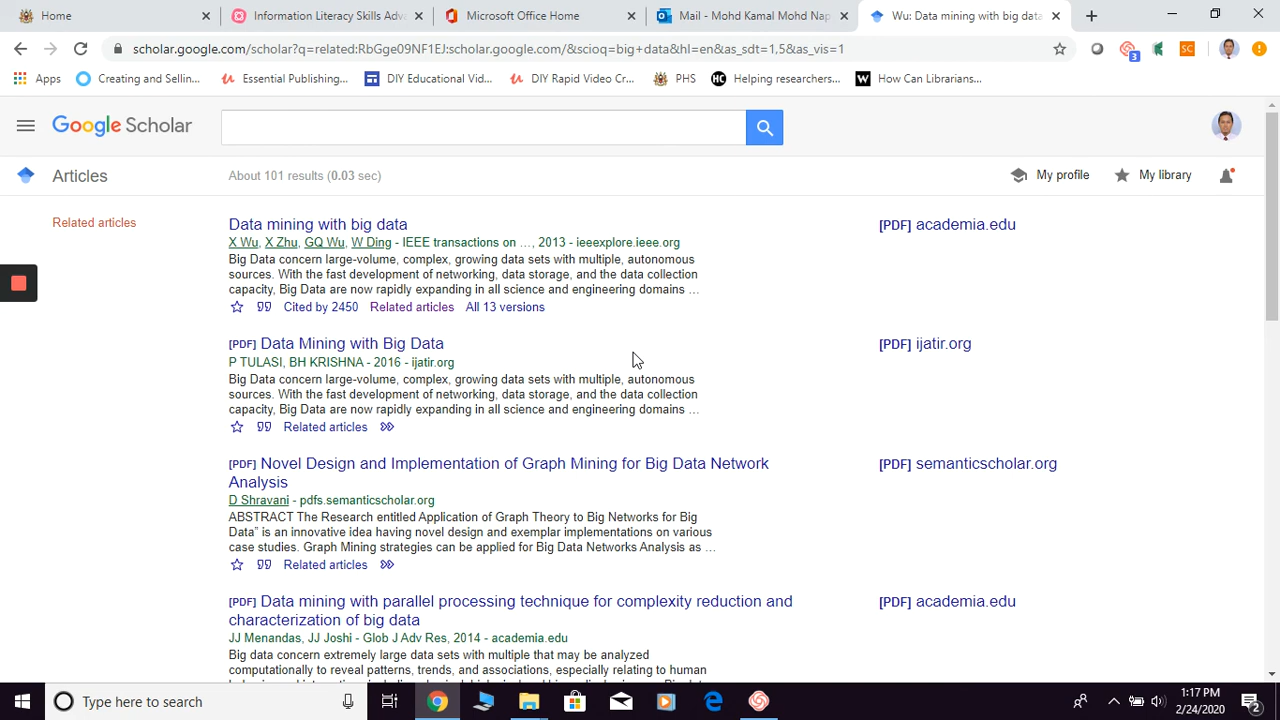 Home
Information Literacy Skills Adv
Microsoft Office Home
Mail - Mohd Kamal Mohd Nap
Wu: Data mining with big data
scholar.google.com/scholar?q=related:RbGge09NF1EJ:scholar.google.com/&scioq=big+data&hl=en&as_sdt=1,5&as_vis=1
3
SC
Apps
Creating and Sellin...
Essential Publishing...
DIY Educational Vid...
DIY Rapid Video Cr...
PHS
HC
Helping researchers...
W
How Can Librarians...
Google Scholar
Articles
About 101 results (0.03 sec)
My profile
My library
Related articles
Data mining with big data
[PDF] academia.edu
X Wu, X Zhu, GQ Wu, W Ding - IEEE transactions on …, 2013 - ieeexplore.ieee.org
Big Data concern large-volume, complex, growing data sets with multiple, autonomous
sources. With the fast development of networking, data storage, and the data collection
capacity, Big Data are now rapidly expanding in all science and engineering domains …
Cited by 2450 Related articles All 13 versions
[PDF] Data Mining with Big Data
[PDF] ijatir.org
P TULASI, BH KRISHNA - 2016 - ijatir.org
Big Data concern large-volume, complex, growing data sets with multiple, autonomous
sources. With the fast development of networking, data storage, and the data collection
capacity, Big Data are now rapidly expanding in all science and engineering domains …
Related articles
[PDF] Novel Design and Implementation of Graph Mining for Big Data Network
Analysis
[PDF] semanticscholar.org
D Shravani - pdfs.semanticscholar.org
ABSTRACT The Research entitled Application of Graph Theory to Big Networks for Big
Data" is an innovative idea having novel design and exemplar implementations on various
case studies. Graph Mining strategies can be applied for Big Data Networks Analysis as …
Related articles
[PDF] Data mining with parallel processing technique for complexity reduction and
characterization of big data
[PDF] academia.edu
JJ Menandas, JJ Joshi - Glob J Adv Res, 2014 - academia.edu
Big data concern extremely large data sets with multiple that may be analyzed
computationally to reveal patterns, trends, and associations, especially relating to human
Type here to search
1:17 PM
2/24/2020
2